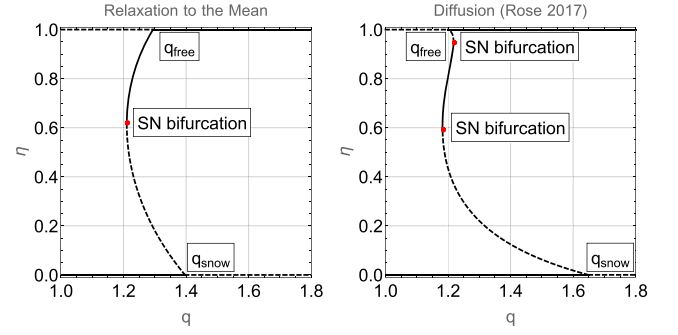 Relaxation to the Mean
1.0
0.8
0.6
0.4
0.2
0.0
η
q_free
SN bifurcation
q_snow
1.0 1.2 1.4 1.6 1.8
q
Diffusion (Rose 2017)
1.0
0.8
0.6
0.4
0.2
0.0
η
q_free
SN bifurcation
SN bifurcation
q_snow
1.0 1.2 1.4 1.6 1.8
q